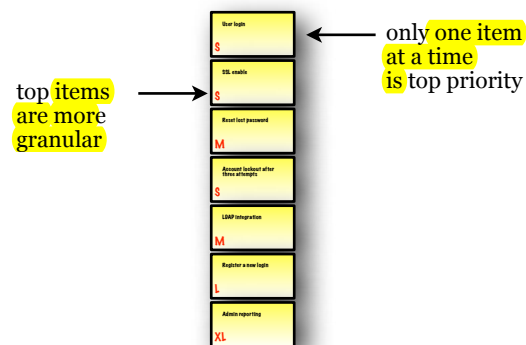 User login
S
only one item
at a time
is top priority
SSL enable
S
top items
are more
granular
Reset lost password
M
Account lockout after
three attempts
S
LDAP integration
M
Register a new login
L
Admin reporting
XL